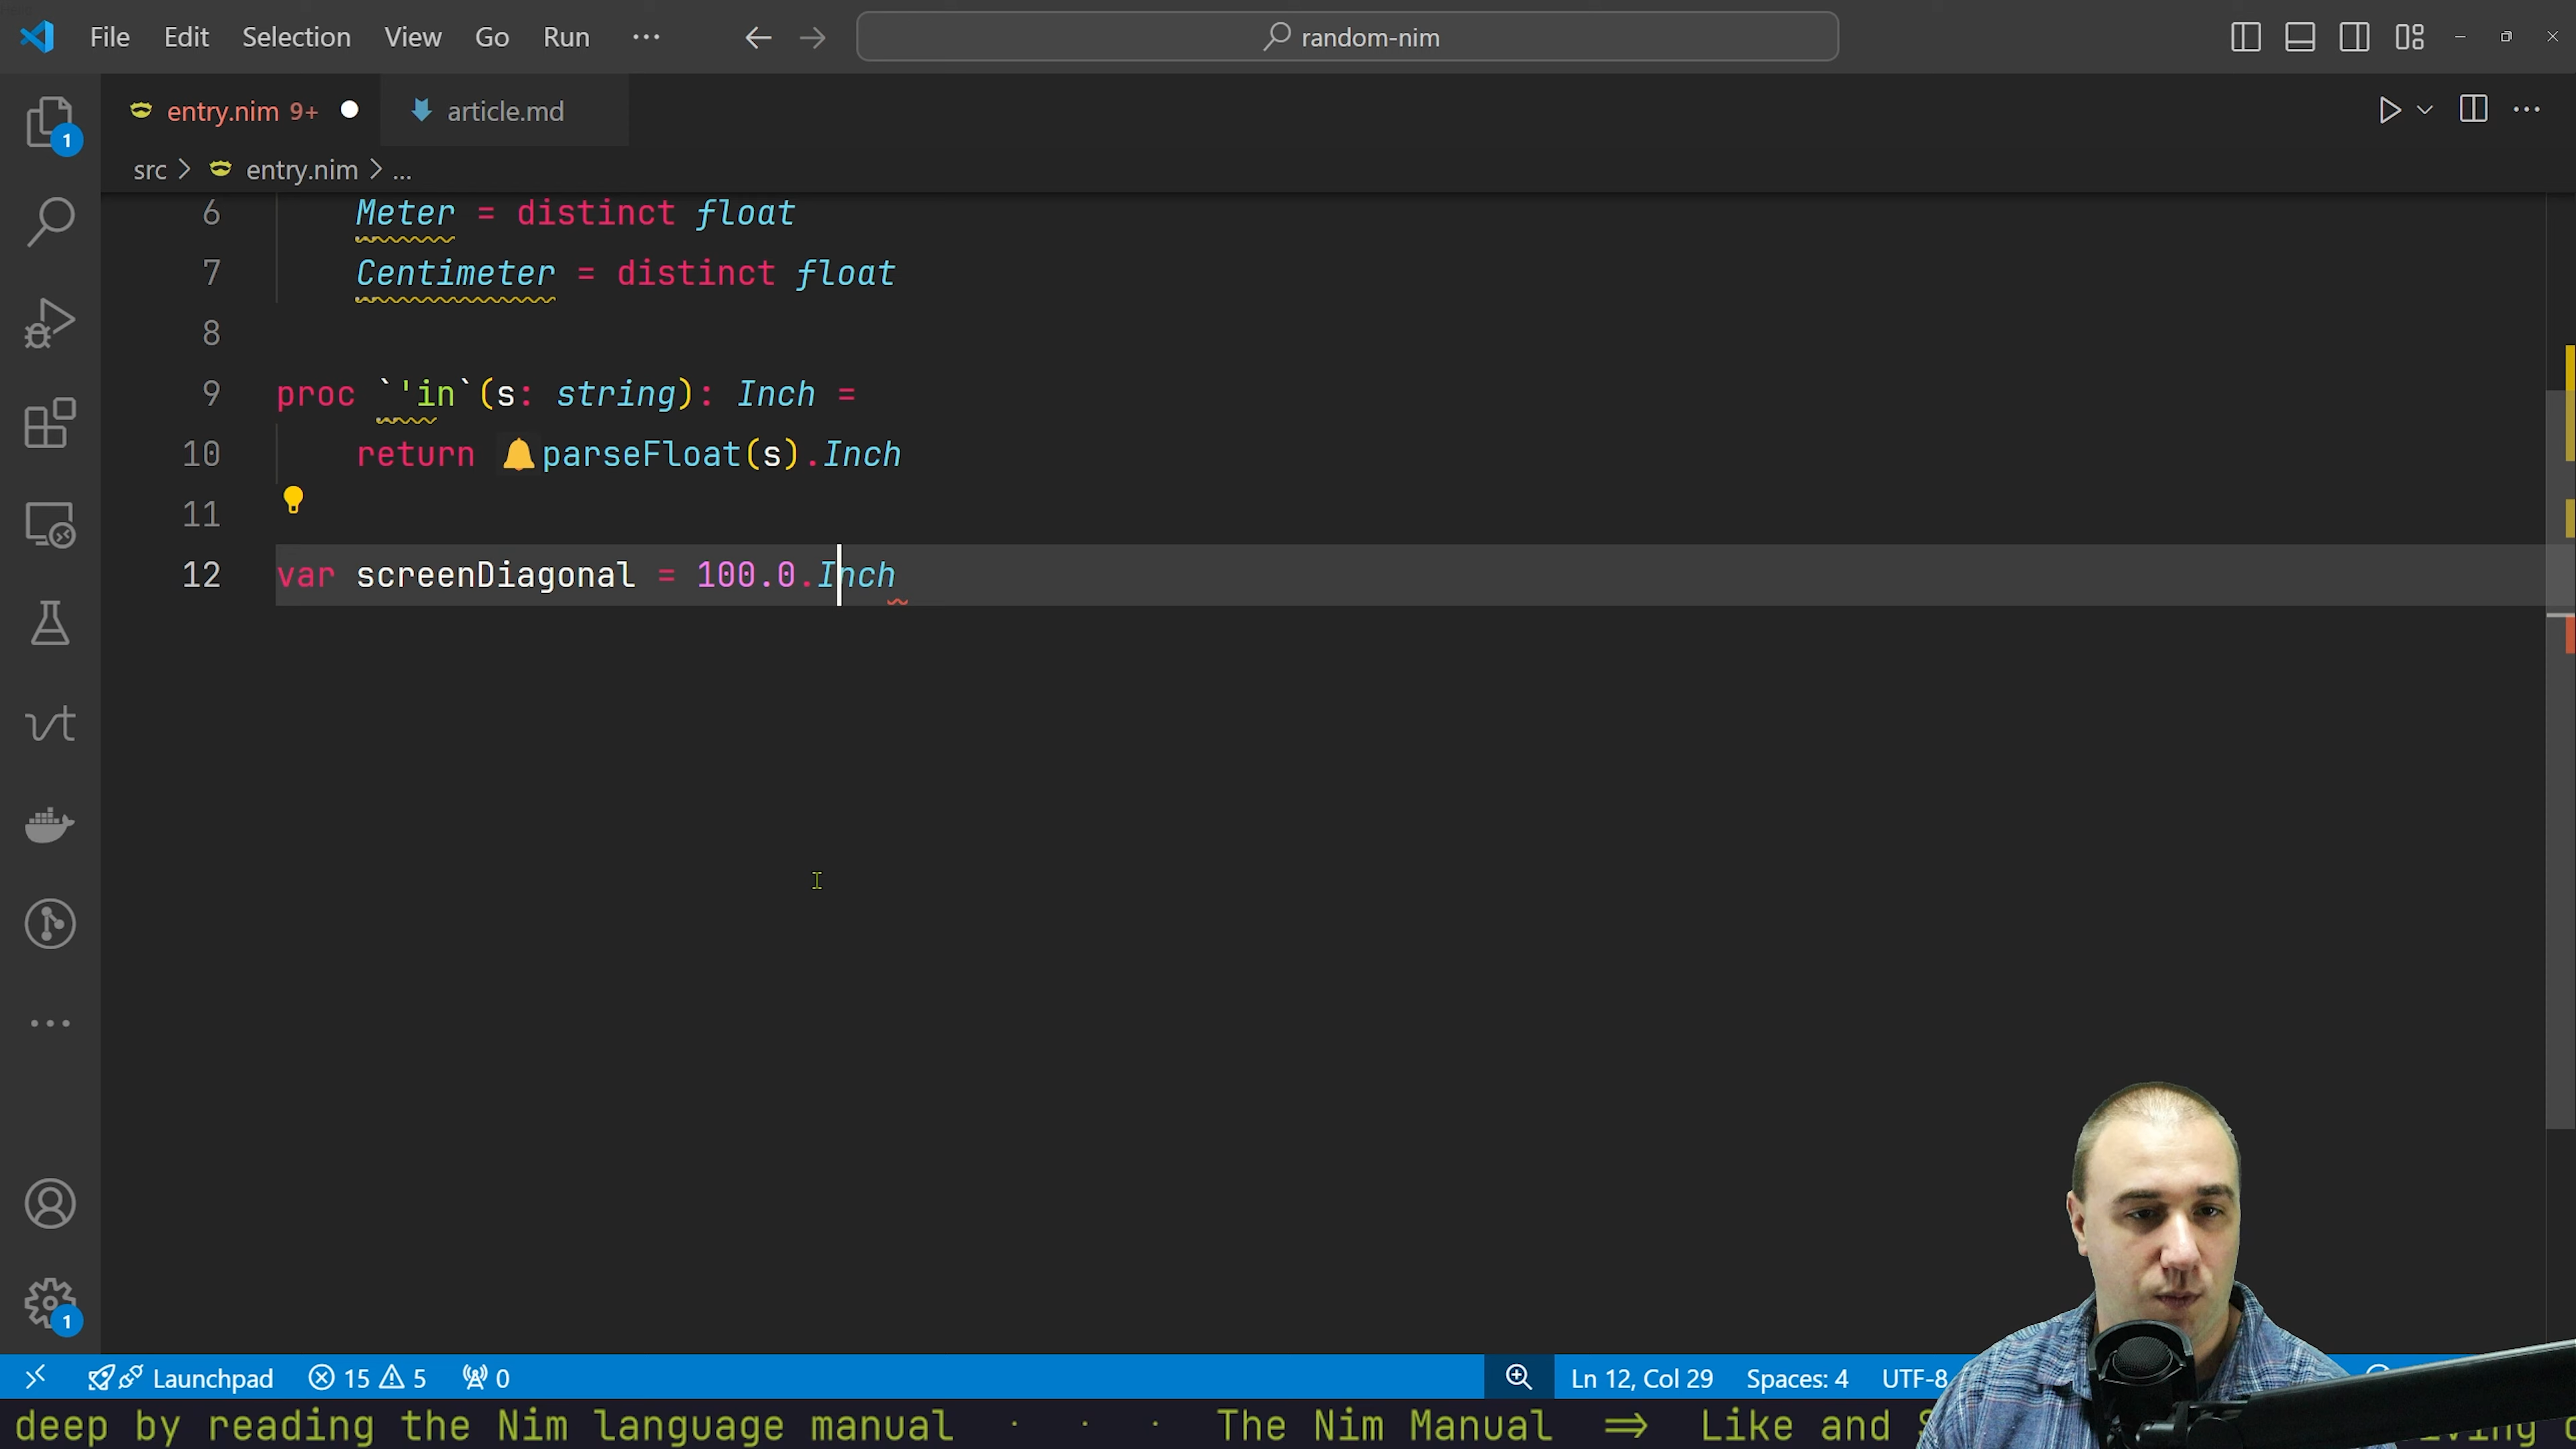 File Edit Selection View Go Run ··· random-nim
entry.nim 9+ article.md
src > entry.nim > ...
6 Meter = distinct float
7 Centimeter = distinct float
8
9 proc `'in`(s: string): Inch =
10 return parseFloat(s).Inch
11
12 var screenDiagonal = 100.0.Inch
1
1
Launchpad 15 5 0 Ln 12, Col 29 Spaces: 4 UTF-8
deep by reading the Nim language manual · · · The Nim Manual => Like and